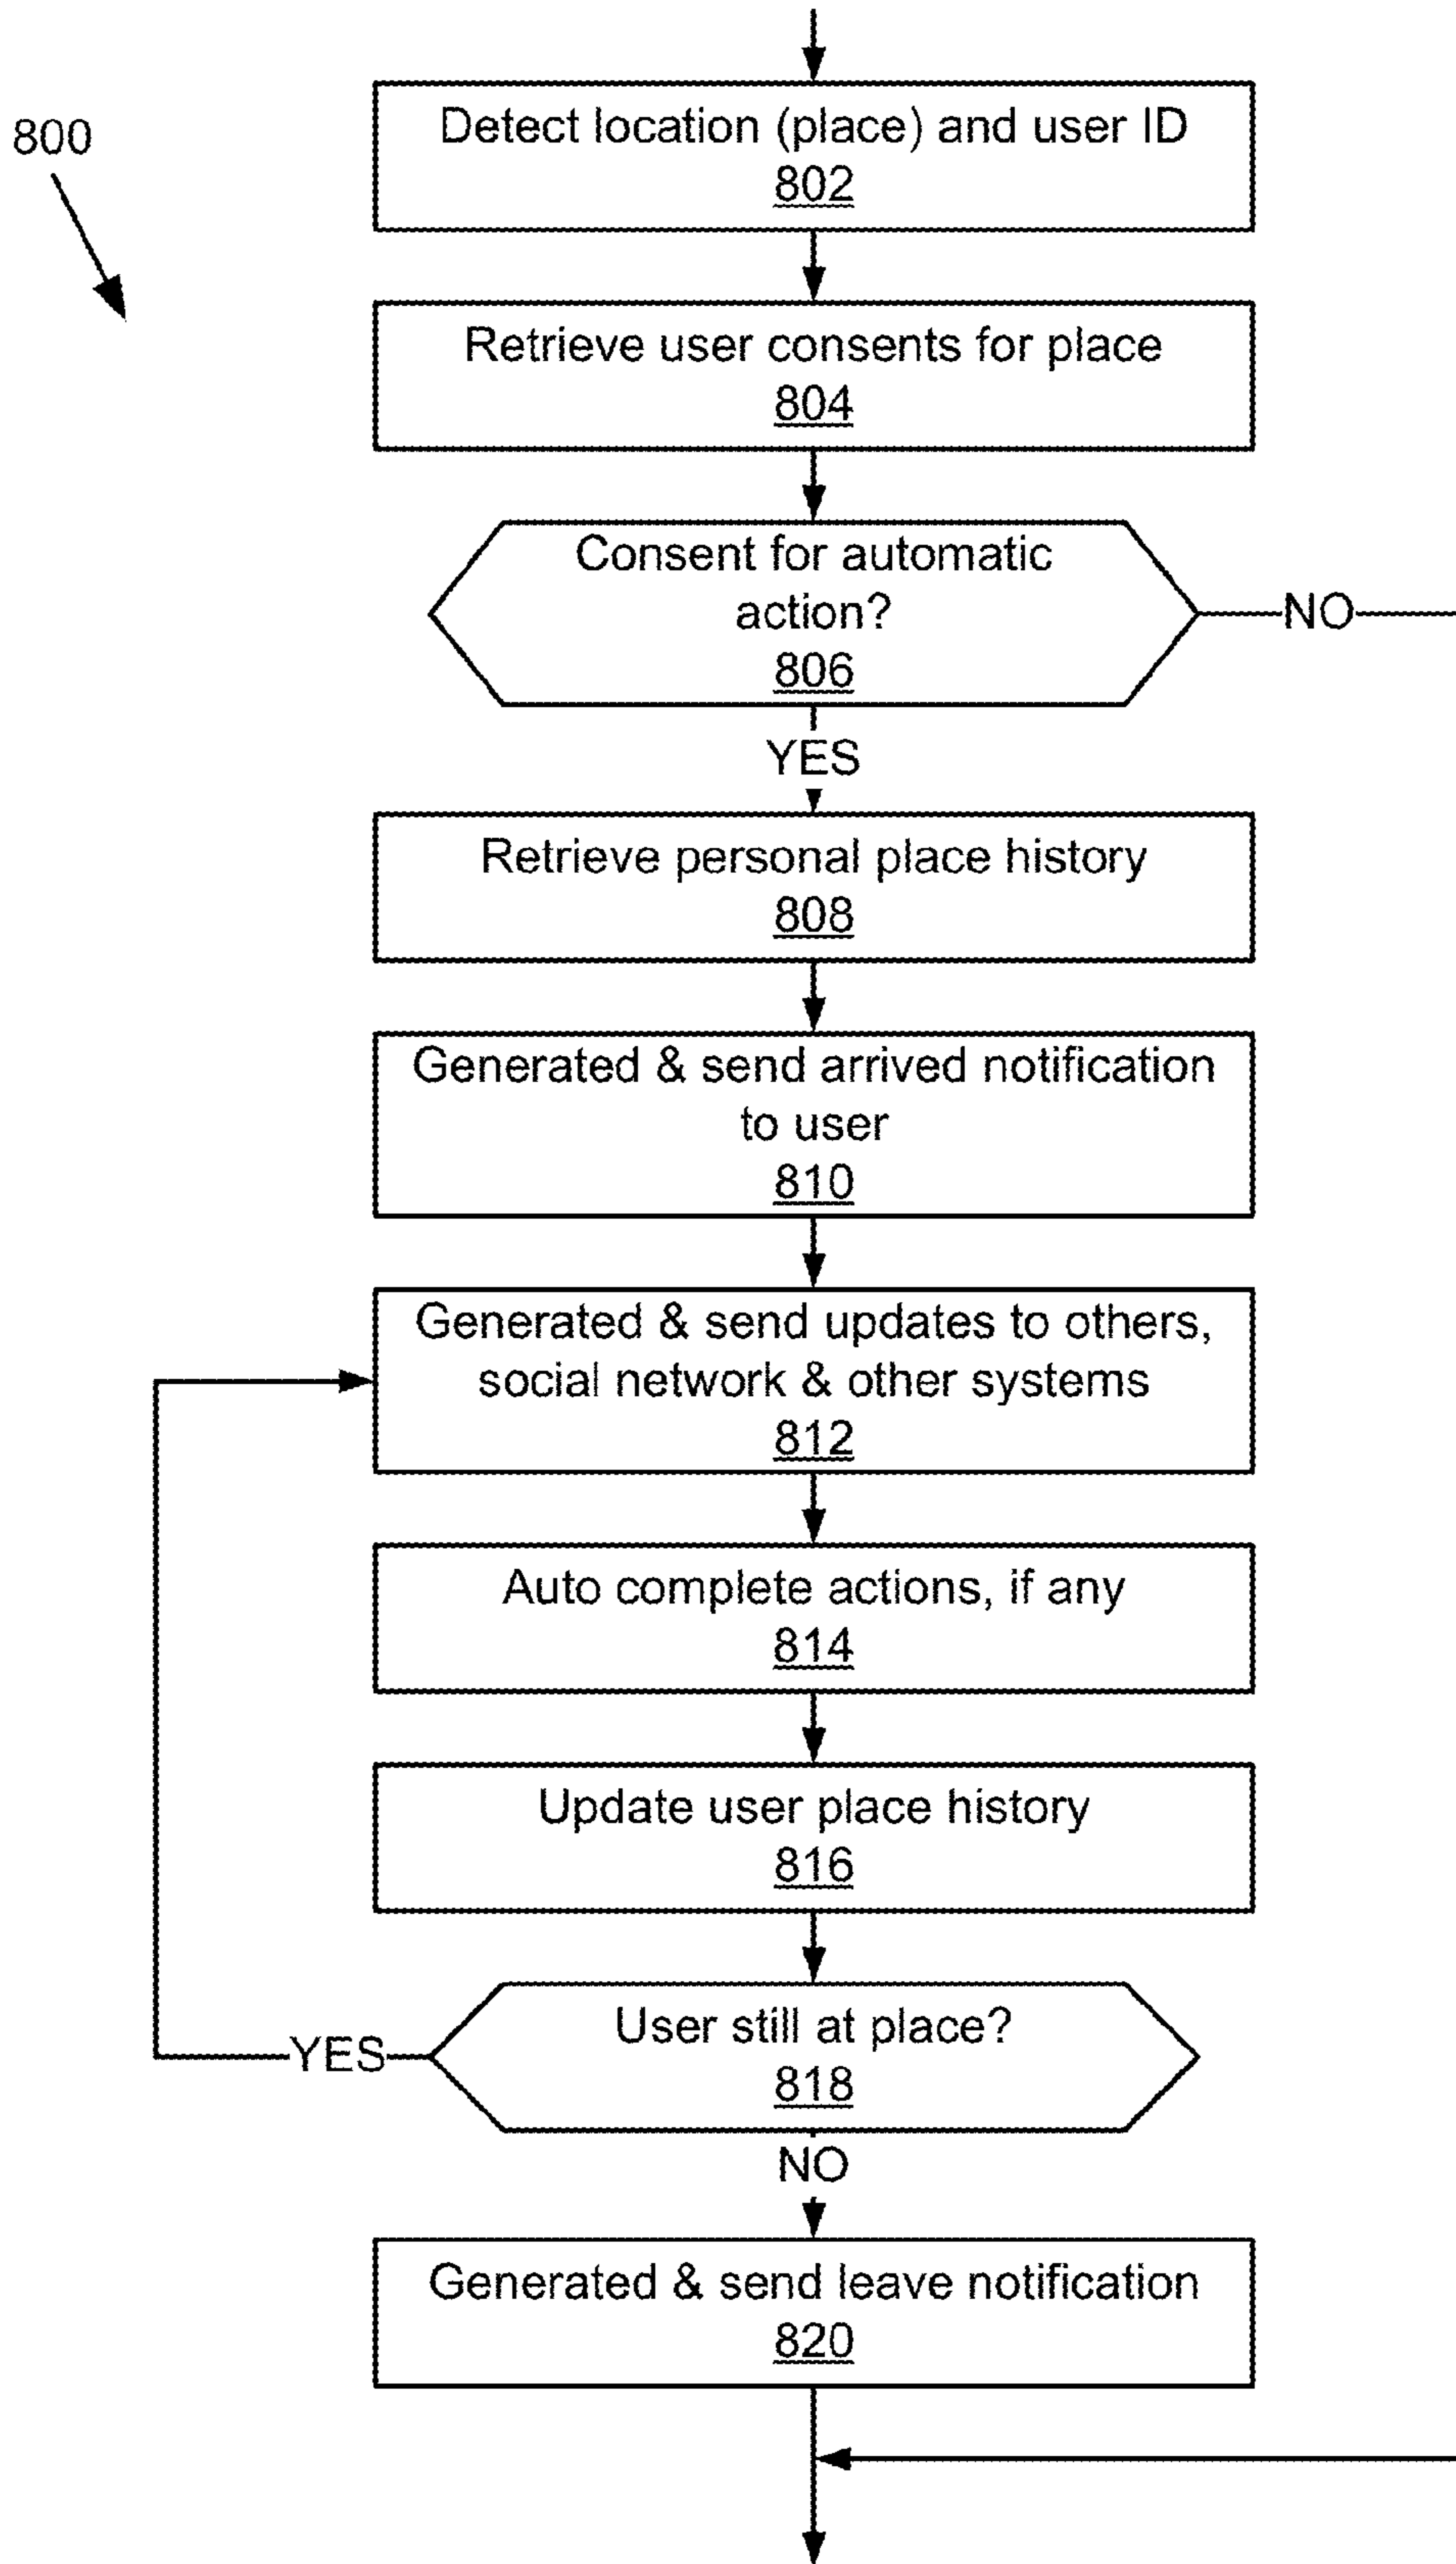 800
Detect location (place) and user ID
802
Retrieve user consents for place
804
Consent for automatic
action?
806
NO
YES
Retrieve personal place history
808
Generated & send arrived notification
to user
810
Generated & send updates to others,
social network & other systems
812
Auto complete actions, if any
814
Update user place history
816
User still at place?
818
YES
NO
Generated & send leave notification
820